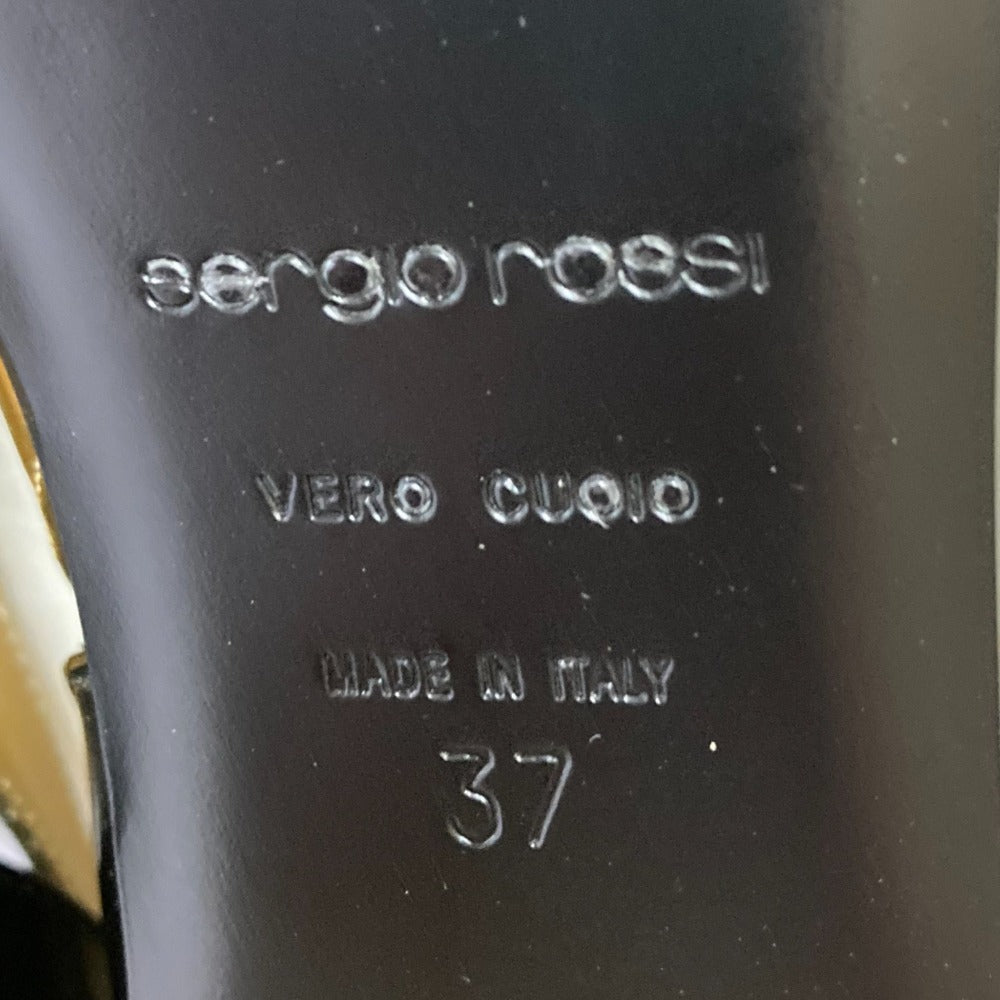 sergio rossi
VERO CUOIO
MADE IN ITALY
37